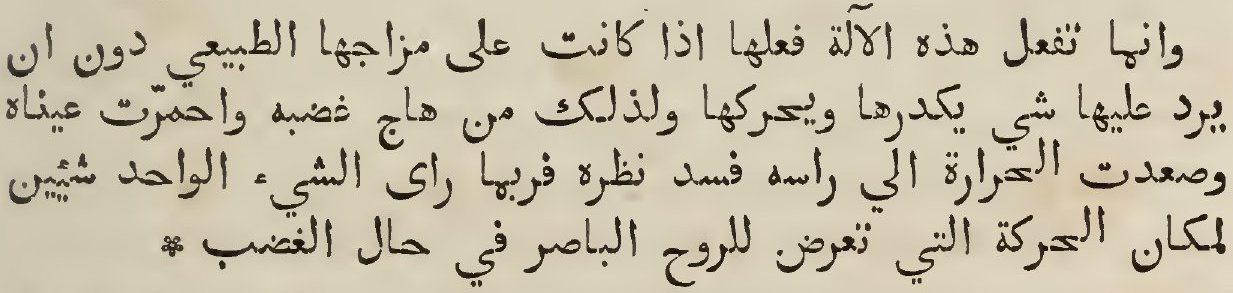 وانما تفعل هذه الآلة فعلها اذا كانت على مزاجها الطبيعي دون ان
يرد عليها شي يكدرها ويحركها ولذلك من هاج غضبه واحمرّت عيناه
وصعدت الحرارة الي راسه فسد نظره فربما راى الشيء الواحد شئيين
لمكان الحركة التي تعرض للروح الباصر في حال الغضب *